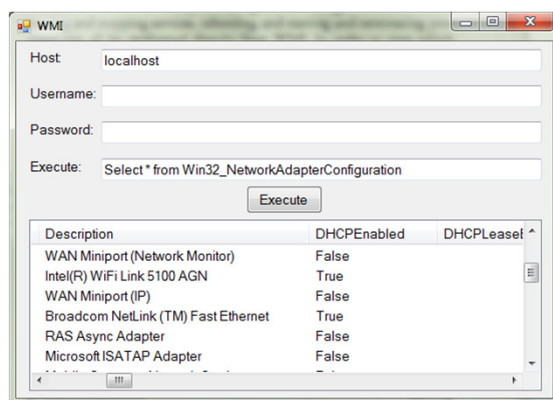 WMI
Host:
localhost
Username:
Password:
Execute:
Select * from Win32_NetworkAdapterConfiguration
Execute
Description DHCPEnabled DHCPLease
WAN Miniport (Network Monitor) False
Intel(R) WiFi Link 5100 AGN True
WAN Miniport (IP) False
Broadcom NetLink (TM) Fast Ethernet True
RAS Async Adapter False
Microsoft ISATAP Adapter False